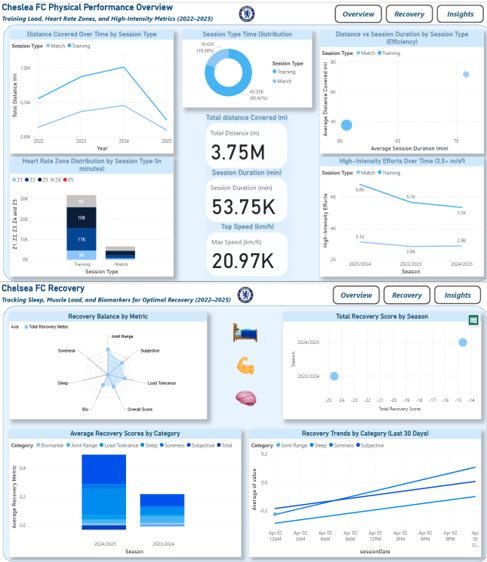 Cheslea FC Physical Performance Overview
Training Load, Heart Rate Zones, and High-Intensity Metrics (2022–2025)
Overview
Recovery
Insights
Distance Covered Over Time by Session Type
Session Type Match Training
Total Distance (m)
1.0M
0.5M
0.0M
2022 2023 2024 2025
Year
Session Type Time Distribution
10.42K
(19.38%)
43.33K
(80.62%)
Session Type
Training
Match
Distance vs Session Duration by Session Type
(Efficiency)
Session Type Match Training
Average Distance Covered (m)
8K
6K
4K
60 65 70
Average Session Duration (min)
Total distance Covered (m)
Total Distance (m)
3.75M
Session Duration (min)
Session Duration (min)
53.75K
Top Speed (km/h)
Max Speed (km/h)
20.97K
Heart Rate Zone Distribution by Session Type (in
minutes)
Z1 Z2 Z3 Z4 Z5
Z1, Z2, Z3, Z4 and Z5
30K
20K
10K
0K
10K
11K
5K
Training Match
Session Type
High-Intensity Efforts Over Time (3.5+ m/s²)
Session Type Match Training
High-Intensity Efforts
6.8K
5.7K
5.2K
3.1K
2.8K
2.9K
2023/2024 2022/2023 2024/2025
Season
Chelsea FC Recovery
Tracking Sleep, Muscle Load, and Biomarkers for Optimal Recovery (2022–2025)
Overview
Recovery
Insights
Recovery Balance by Metric
Axis Total Recovery Metric
Joint Range
Soreness
Subjective
Sleep
Load Tolerance
Bio
Overall Score
Total Recovery Score by Season
Season
2024/2025
2023/2024
-25 -24 -23 -22 -21 -20 -19 -18 -17 -16 -15 -14
Total Recovery Score
Average Recovery Scores by Category
Category Biomarker Joint Range Load Tolerance Sleep Soreness Subjective Total
Average Recovery Metric
0.4
0.2
0.0
2024/2025 2023/2024
Season
Recovery Trends by Category (Last 30 Days)
Category Joint Range Sleep Soreness Subjective
Average of value
0.2
0.0
-0.2
Apr 02 Apr 02 Apr 02 Apr 02 Apr 02 Apr 02 Apr 02 Apr 02 Apr
12AM 3AM 6AM 9AM 12PM 3PM 6PM 9PM 03
12...
sessionDate